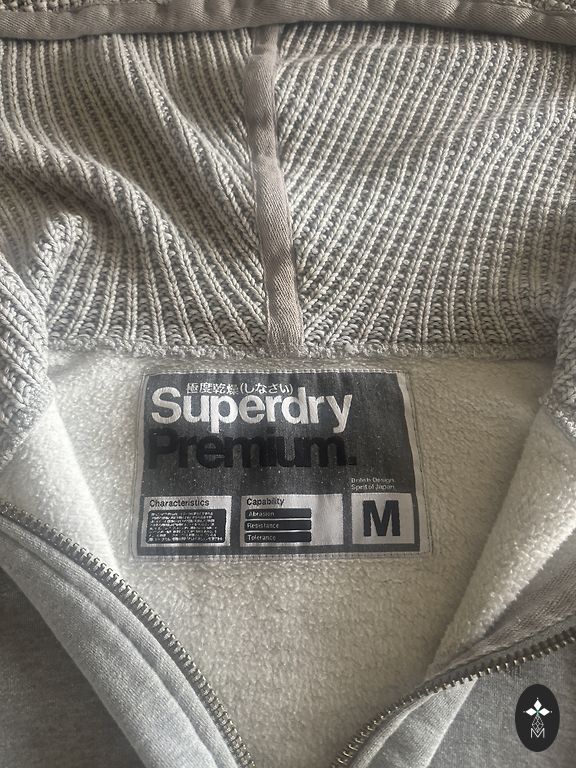 極度乾燥(しなさい)
Superdry
Premium.
British Design
Spirit of Japan
Characteristics
Capability
Abrasion
Resistance
Tolerance
M
M